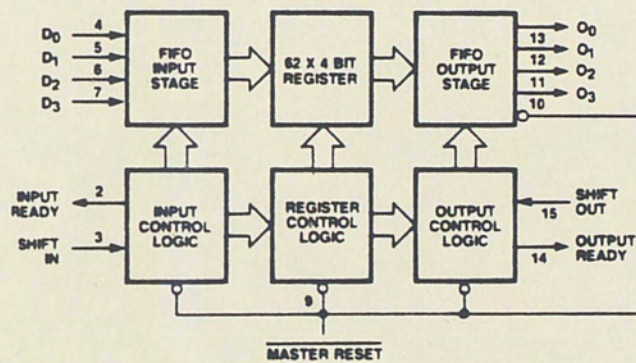 D0 4
D1 5
D2 6
D3 7
FIFO INPUT STAGE
62 X 4 BIT REGISTER
FIFO OUTPUT STAGE
O0
13 O1
12 O2
11 O3
10
INPUT READY 2
SHIFT IN 3
INPUT CONTROL LOGIC
REGISTER CONTROL LOGIC
OUTPUT CONTROL LOGIC
15 SHIFT OUT
14 OUTPUT READY
9
MASTER RESET